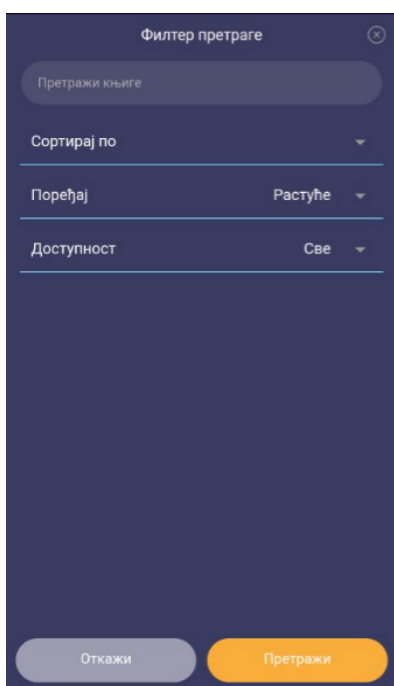 Филтер претраге
Претражи књиге
Сортирај по
Поређај Растуће
Доступност Све
Откажи Претражи